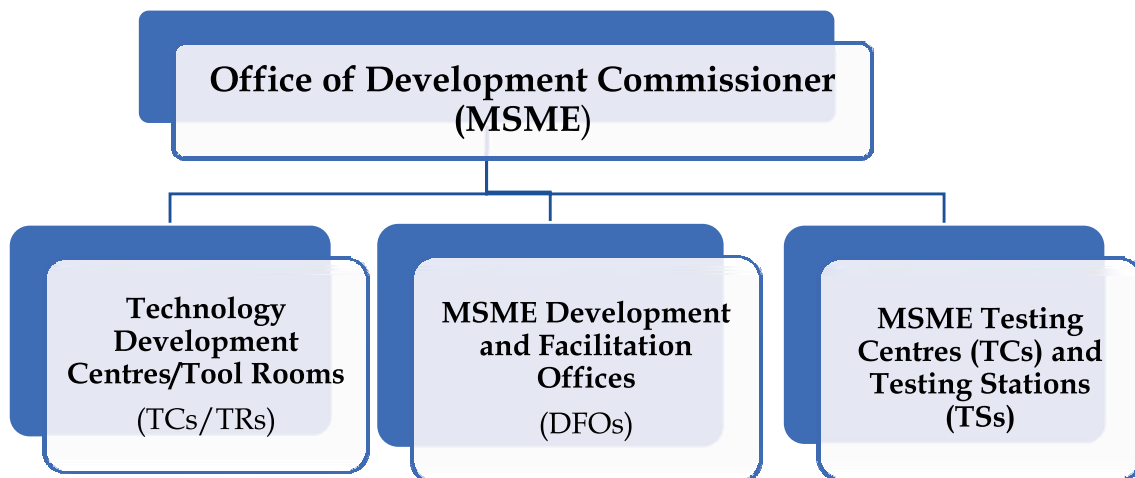 Office of Development Commissioner
(MSME)
Technology
Development
Centres/Tool Rooms
(TCs/TRs)
MSME Development
and Facilitation
Offices
(DFOs)
MSME Testing
Centres (TCs) and
Testing Stations
(TSs)